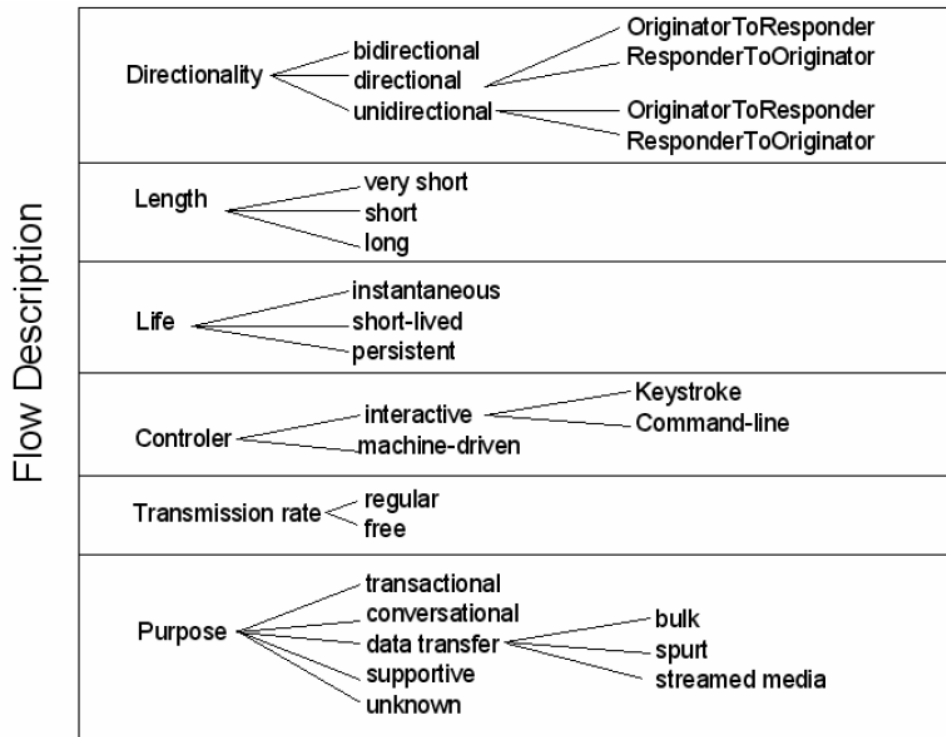 Flow Description
Directionality
bidirectional
directional
unidirectional
OriginatorToResponder
ResponderToOriginator
OriginatorToResponder
ResponderToOriginator
Length
very short
short
long
Life
instantaneous
short-lived
persistent
Controler
interactive
machine-driven
Keystroke
Command-line
Transmission rate
regular
free
Purpose
transactional
conversational
data transfer
supportive
unknown
bulk
spurt
streamed media